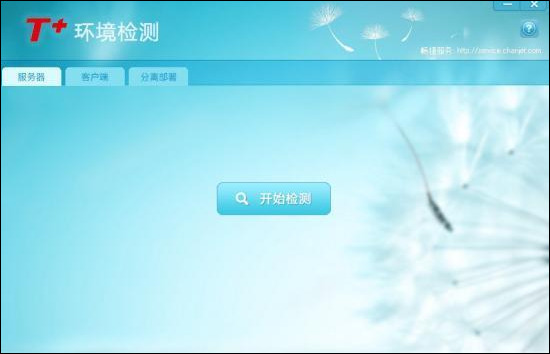 T+ 环境检测
畅捷服务 http://service.chanjet.com
服务器 客户端 分离部署
开始检测